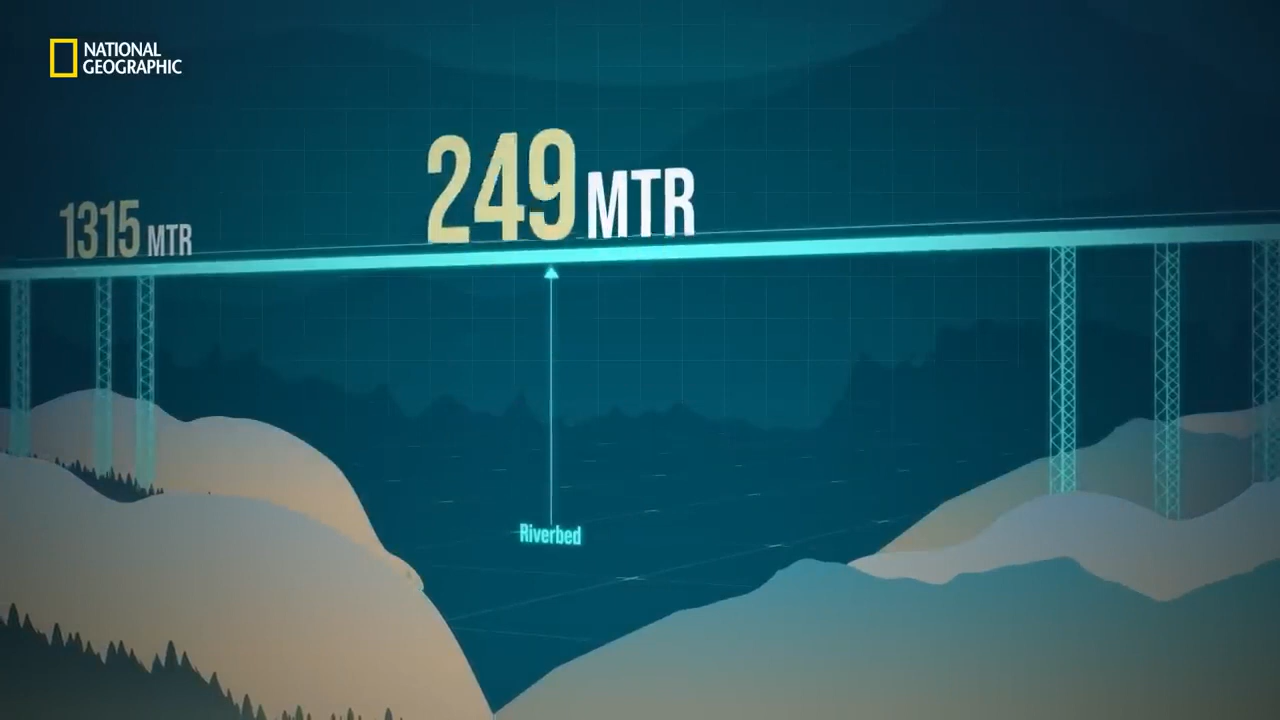 NATIONAL
GEOGRAPHIC
249 MTR
1315 MTR
Riverbed